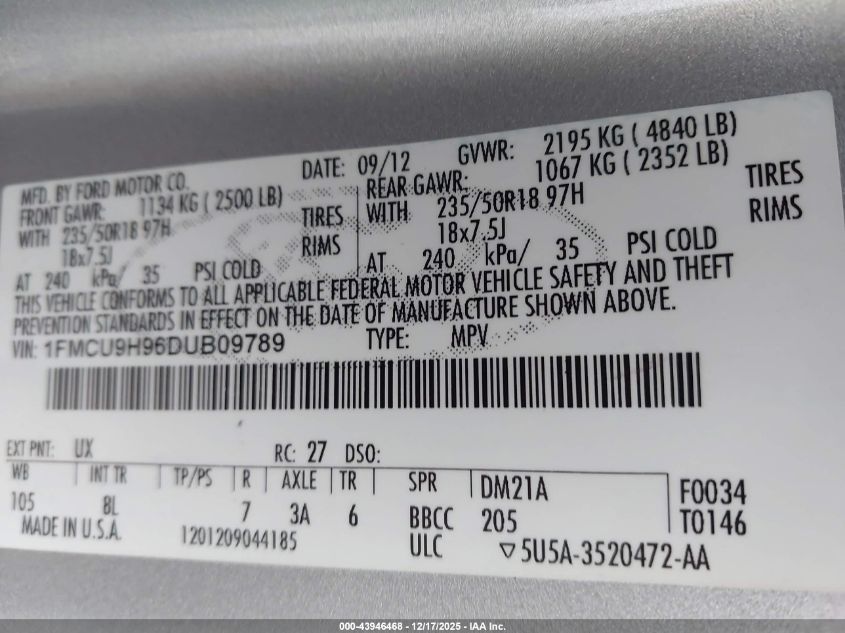 MFD. BY FORD MOTOR CO. DATE: 09/12 GVWR: 2195 KG ( 4840 LB)
FRONT GAWR: 1134 KG ( 2500 LB) REAR GAWR: 1067 KG ( 2352 LB)
WITH 235/50R18 97H TIRES WITH 235/50R18 97H TIRES
18x7.5J RIMS 18x7.5J RIMS
AT 240 kPa/ 35 PSI COLD AT 240 kPa/ 35 PSI COLD
THIS VEHICLE CONFORMS TO ALL APPLICABLE FEDERAL MOTOR VEHICLE SAFETY AND THEFT
PREVENTION STANDARDS IN EFFECT ON THE DATE OF MANUFACTURE SHOWN ABOVE.
VIN: 1FMCU9H96DUB09789 TYPE: MPV
EXT PNT: UX RC: 27 DSO:
WB INT TR TP/PS R AXLE TR SPR DM21A F0034
105 8L 7 3A 6 BBCC 205 T0146
MADE IN U.S.A. 1201209044185 ULC ▽5U5A-3520472-AA
000-43946468 - 12/17/2025 - IAA Inc.